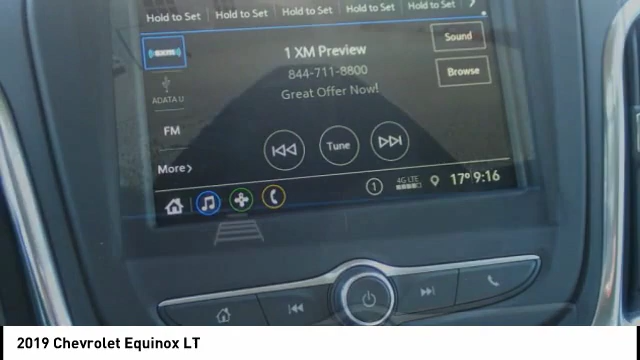 Hold to Set Hold to Set Hold to Set Hold to Set Hold to Set
SXM
1 XM Preview
Sound
844-711-8800
Browse
ADATA U
Great Offer Now!
FM
Tune
More
1 4G LTE 17° 9:16
2019 Chevrolet Equinox LT